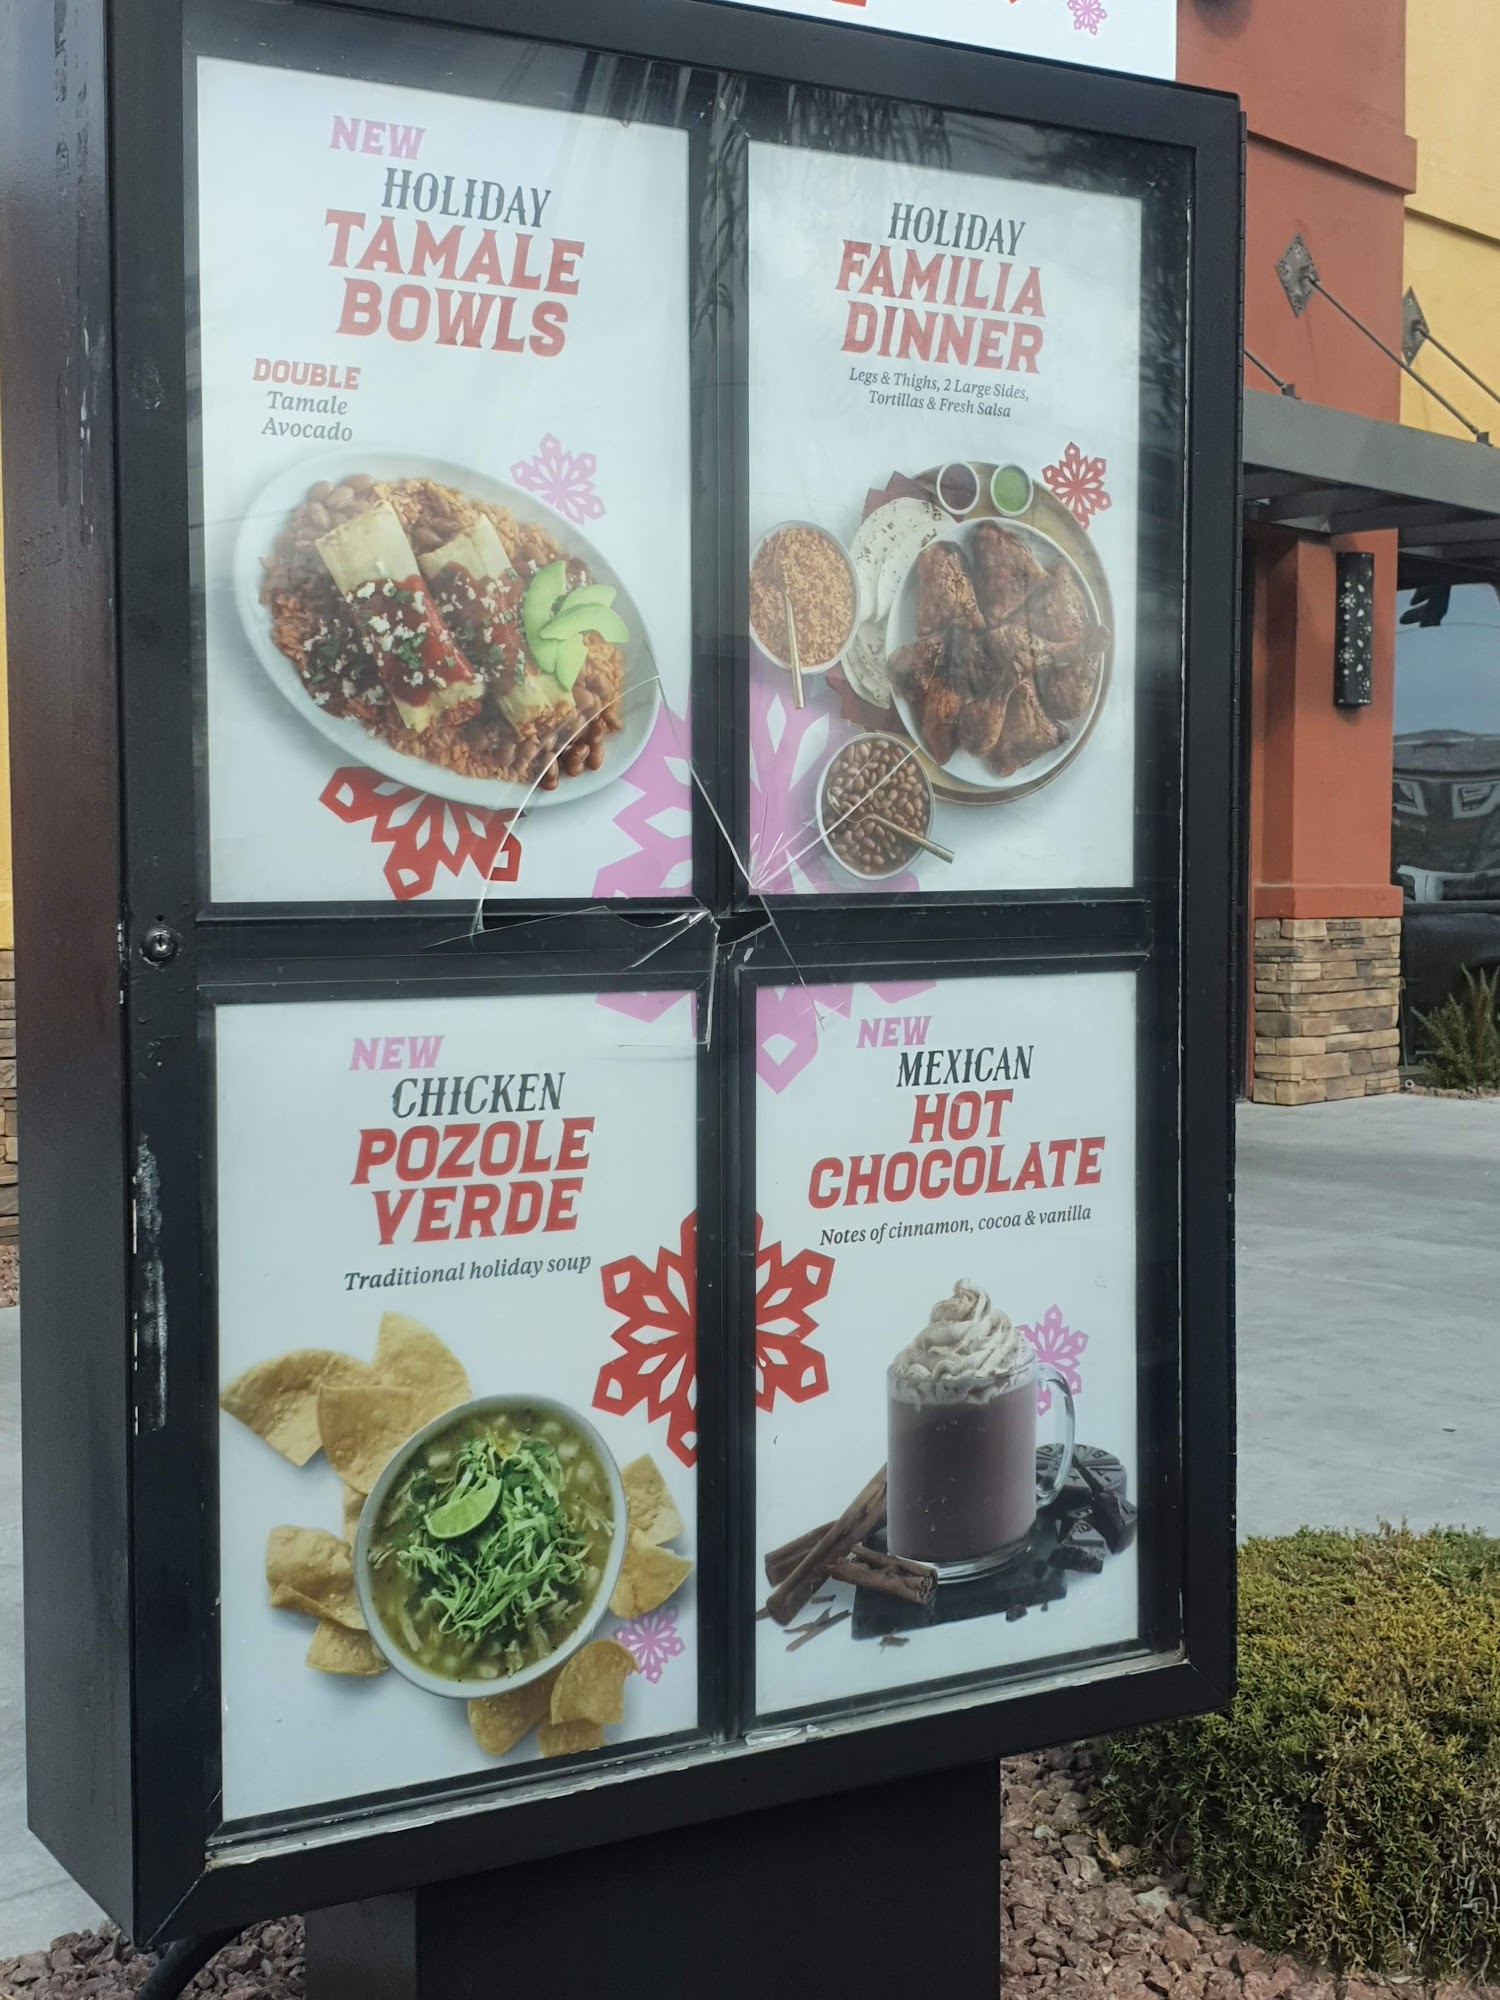 NEW
HOLIDAY
TAMALE
BOWLS
DOUBLE
Tamale
Avocado
HOLIDAY
FAMILIA
DINNER
Legs & Thighs, 2 Large Sides,
Tortillas & Fresh Salsa
NEW
CHICKEN
POZOLE
VERDE
Traditional holiday soup
NEW
MEXICAN
HOT
CHOCOLATE
Notes of cinnamon, cocoa & vanilla